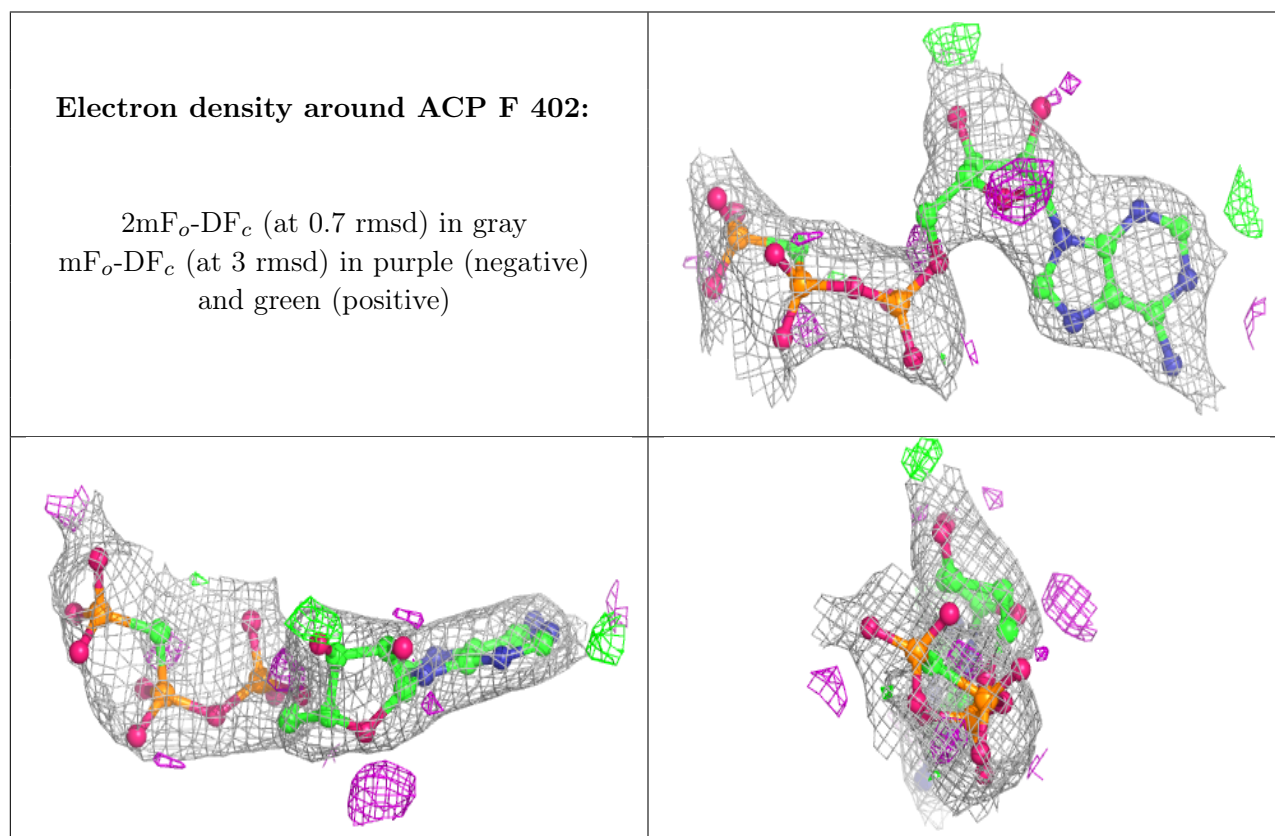 Electron density around ACP F 402:
2mFo-DFc (at 0.7 rmsd) in gray
mFo-DFc (at 3 rmsd) in purple (negative)
and green (positive)